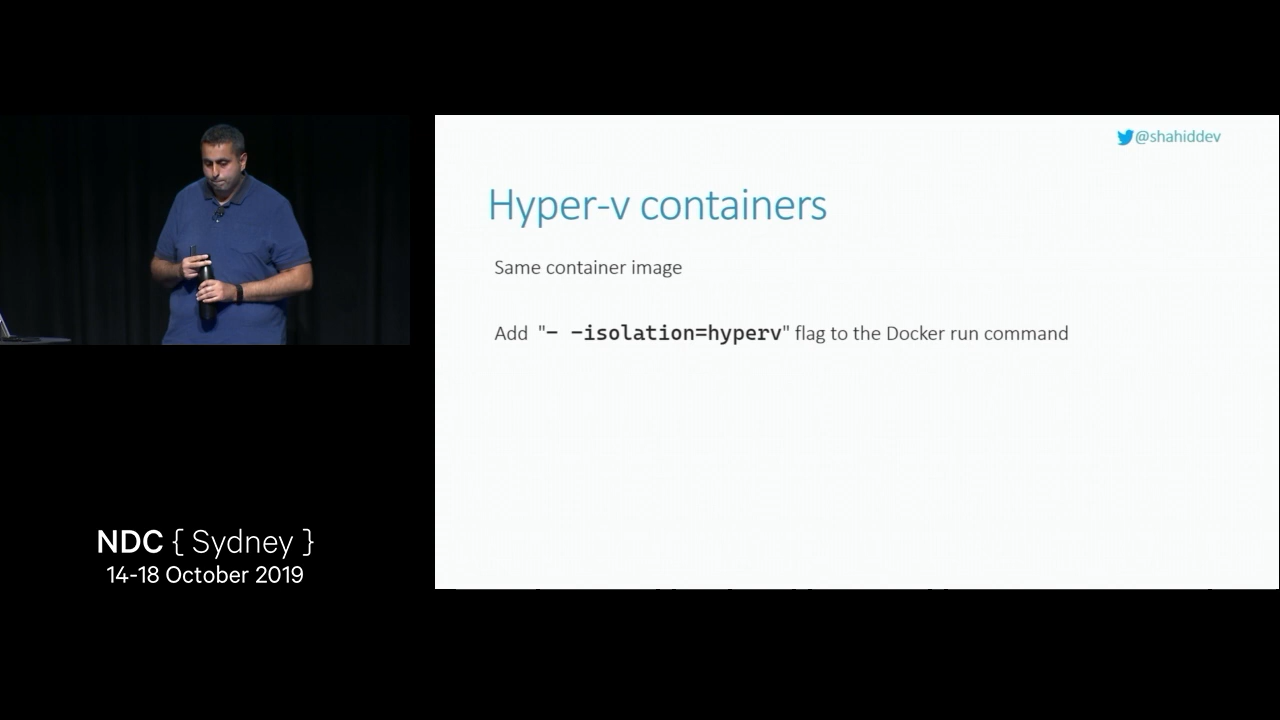 @shahiddev
Hyper-v containers
Same container image
Add "- -isolation=hyperv" flag to the Docker run command
NDC { Sydney }
14-18 October 2019